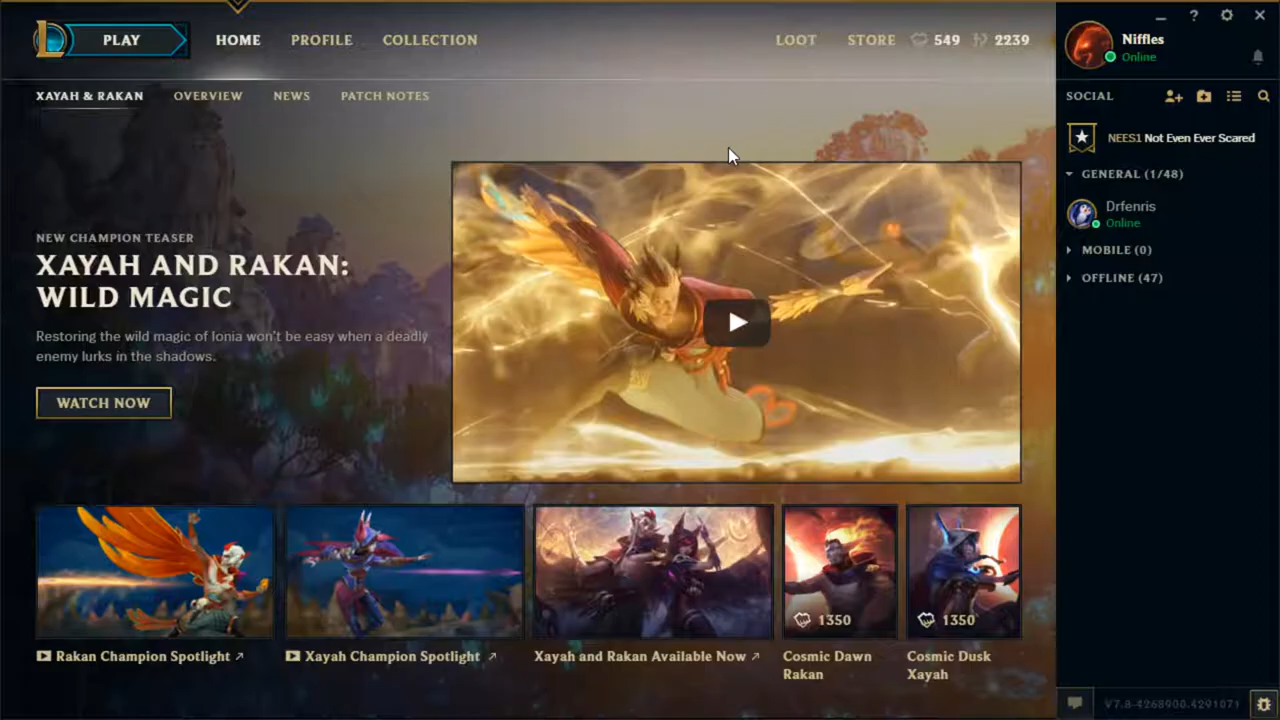 PLAY
HOME
PROFILE
COLLECTION
LOOT
STORE
549
2239
?
Niffles
Online
XAYAH & RAKAN
OVERVIEW
NEWS
PATCH NOTES
SOCIAL
NEES1 Not Even Ever Scared
GENERAL (1/48)
Drfenris
Online
MOBILE (0)
OFFLINE (47)
NEW CHAMPION TEASER
XAYAH AND RAKAN:
WILD MAGIC
Restoring the wild magic of Ionia won't be easy when a deadly
enemy lurks in the shadows.
WATCH NOW
1350
1350
Rakan Champion Spotlight
Xayah Champion Spotlight
Xayah and Rakan Available Now
Cosmic Dawn
Rakan
Cosmic Dusk
Xayah
V7.8-4268900.4291071